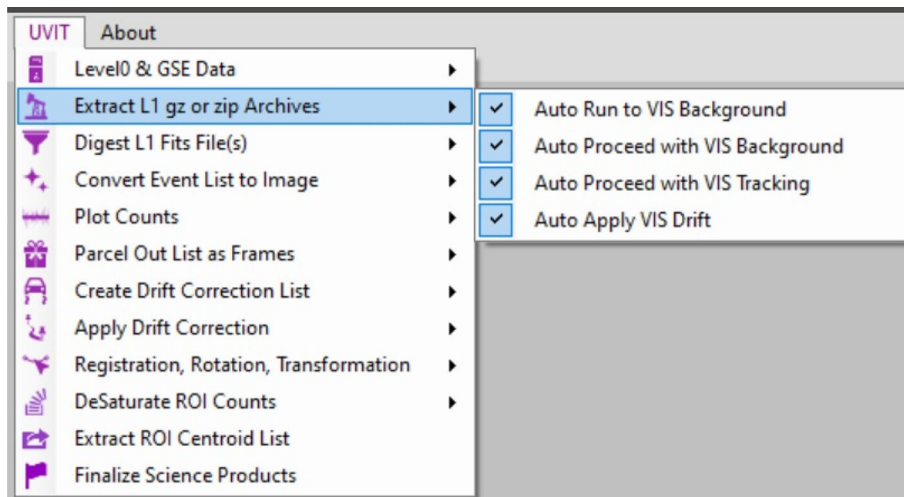 UVIT About
Level0 & GSE Data
Extract L1 gz or zip Archives
Digest L1 Fits File(s)
Convert Event List to Image
Plot Counts
Parcel Out List as Frames
Create Drift Correction List
Apply Drift Correction
Registration, Rotation, Transformation
DeSaturate ROI Counts
Extract ROI Centroid List
Finalize Science Products
Auto Run to VIS Background
Auto Proceed with VIS Background
Auto Proceed with VIS Tracking
Auto Apply VIS Drift